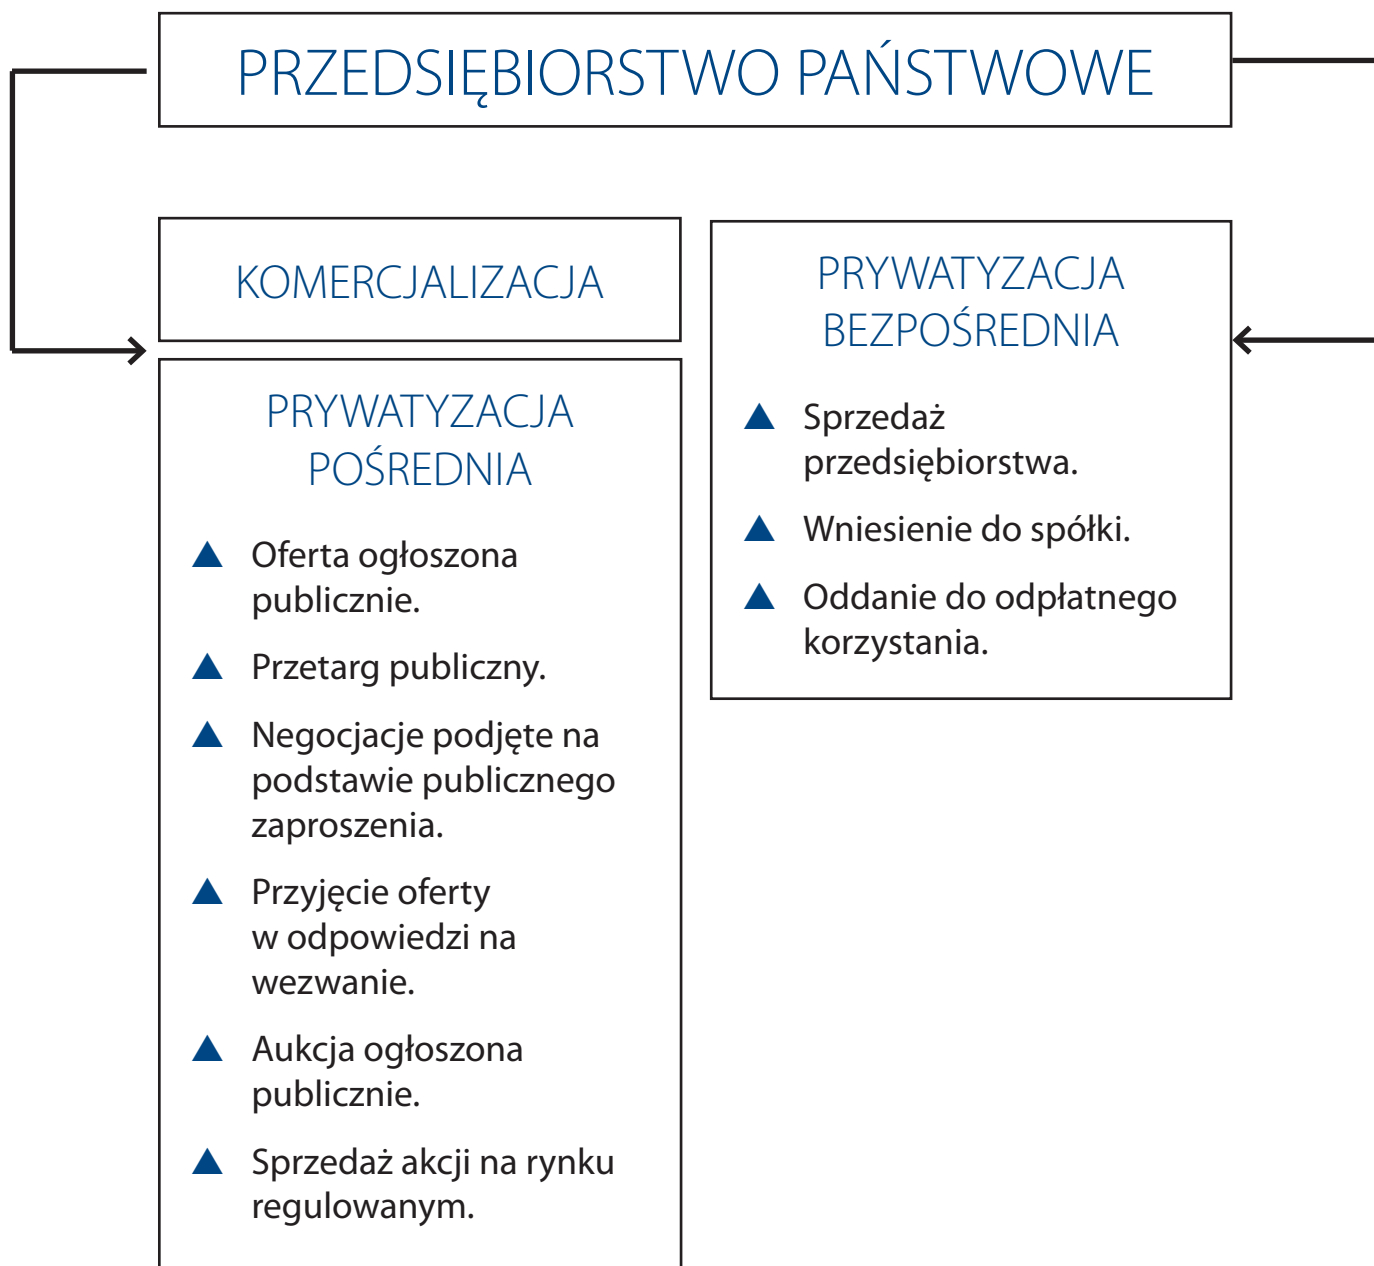 PRZEDSIĘBIORSTWO PAŃSTWOWE
KOMERCJALIZACJA
PRYWATYZACJA
POŚREDNIA
Oferta ogłoszona
publicznie.
Przetarg publiczny.
Negocjacje podjęte na
podstawie publicznego
zaproszenia.
Przyjęcie oferty
w odpowiedzi na
wezwanie.
Aukcja ogłoszona
publicznie.
Sprzedaż akcji na rynku
regulowanym.
PRYWATYZACJA
BEZPOŚREDNIA
Sprzedaż
przedsiębiorstwa.
Wniesienie do spółki.
Oddanie do odpłatnego
korzystania.